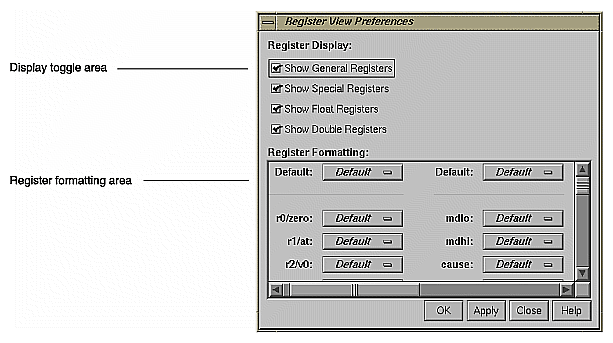 Register View Preferences
Register Display:
Display toggle area
Show General Registers
Show Special Registers
Show Float Registers
Show Double Registers
Register Formatting:
Register formatting area
Default: Default Default: Default
r0/zero: Default mdlo: Default
r1/at: Default mdhi: Default
r2/v0: Default cause: Default
OK Apply Close Help